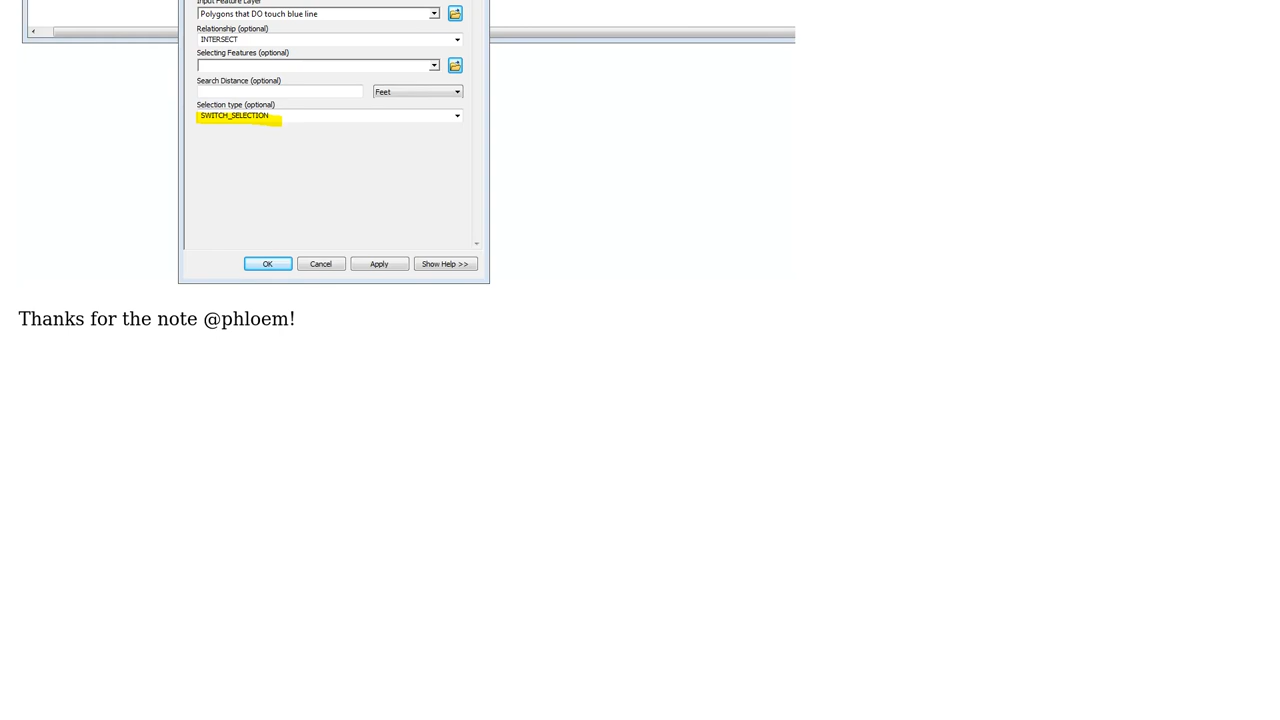 Input Feature Layer
Polygons that DO touch blue line
Relationship (optional)
INTERSECT
Selecting Features (optional)
Search Distance (optional)
Feet
Selection type (optional)
SWITCH_SELECTION
OK Cancel Apply Show Help >>
Thanks for the note @phloem!